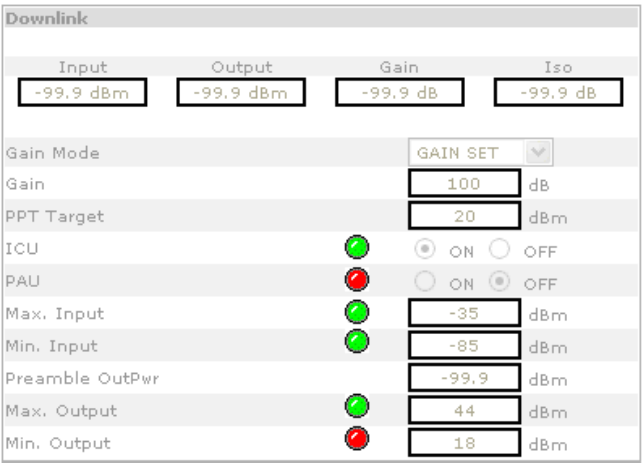 Downlink
Input Output Gain Iso
-99.9 dBm -99.9 dBm -99.9 dB -99.9 dB
Gain Mode GAIN SET
Gain 100 dB
PPT Target 20 dBm
ICU ON OFF
PAU ON OFF
Max. Input -35 dBm
Min. Input -85 dBm
Preamble OutPwr -99.9 dBm
Max. Output 44 dBm
Min. Output 18 dBm